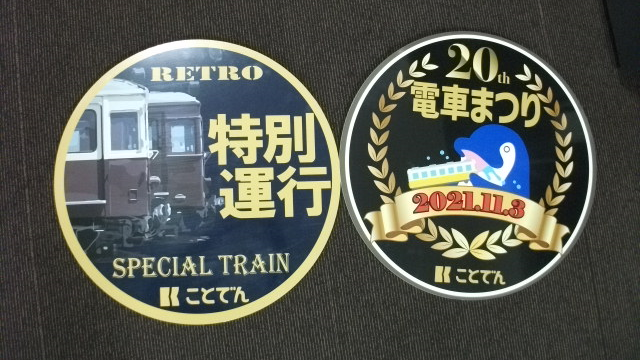 RETRO
特別
運行
SPECIAL TRAIN
ことでん
20th
電車まつり
2021.11.3
ことでん